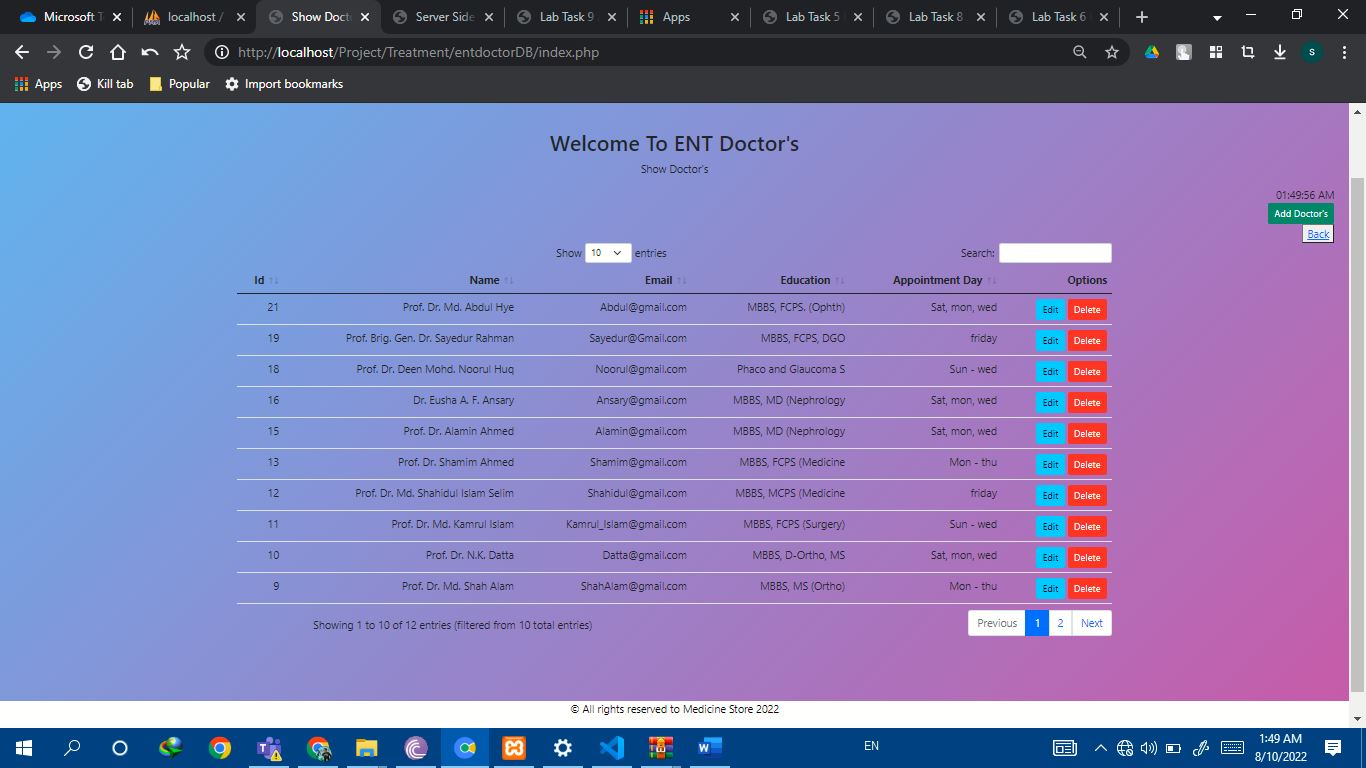 Microsoft T
localhost /
Show Doct
Server Side
Lab Task 9
Apps
Lab Task 5
Lab Task 8
Lab Task 6
http://localhost/Project/Treatment/entdoctorDB/index.php
s
Apps Kill tab Popular Import bookmarks
Welcome To ENT Doctor's
Show Doctor's
01:49:56 AM
Add Doctor's
Back
Show 10 entries Search:
Id Name Email Education Appointment Day Options
21 Prof. Dr. Md. Abdul Hye Abdul@gmail.com MBBS, FCPS. (Ophth) Sat, mon, wed Edit Delete
19 Prof. Brig. Gen. Dr. Sayedur Rahman Sayedur@Gmail.com MBBS, FCPS, DGO friday Edit Delete
18 Prof. Dr. Deen Mohd. Noorul Huq Noorul@gmail.com Phaco and Glaucoma S Sun - wed Edit Delete
16 Dr. Eusha A. F. Ansary Ansary@gmail.com MBBS, MD (Nephrology Sat, mon, wed Edit Delete
15 Prof. Dr. Alamin Ahmed Alamin@gmail.com MBBS, MD (Nephrology Sat, mon, wed Edit Delete
13 Prof. Dr. Shamim Ahmed Shamim@gmail.com MBBS, FCPS (Medicine Mon - thu Edit Delete
12 Prof. Dr. Md. Shahidul Islam Selim Shahidul@gmail.com MBBS, MCPS (Medicine friday Edit Delete
11 Prof. Dr. Md. Kamrul Islam Kamrul_Islam@gmail.com MBBS, FCPS (Surgery) Sun - wed Edit Delete
10 Prof. Dr. N.K. Datta Datta@gmail.com MBBS, D-Ortho, MS Sat, mon, wed Edit Delete
9 Prof. Dr. Md. Shah Alam ShahAlam@gmail.com MBBS, MS (Ortho) Mon - thu Edit Delete
Showing 1 to 10 of 12 entries (filtered from 10 total entries) Previous 1 2 Next
© All rights reserved to Medicine Store 2022
EN
1:49 AM
8/10/2022